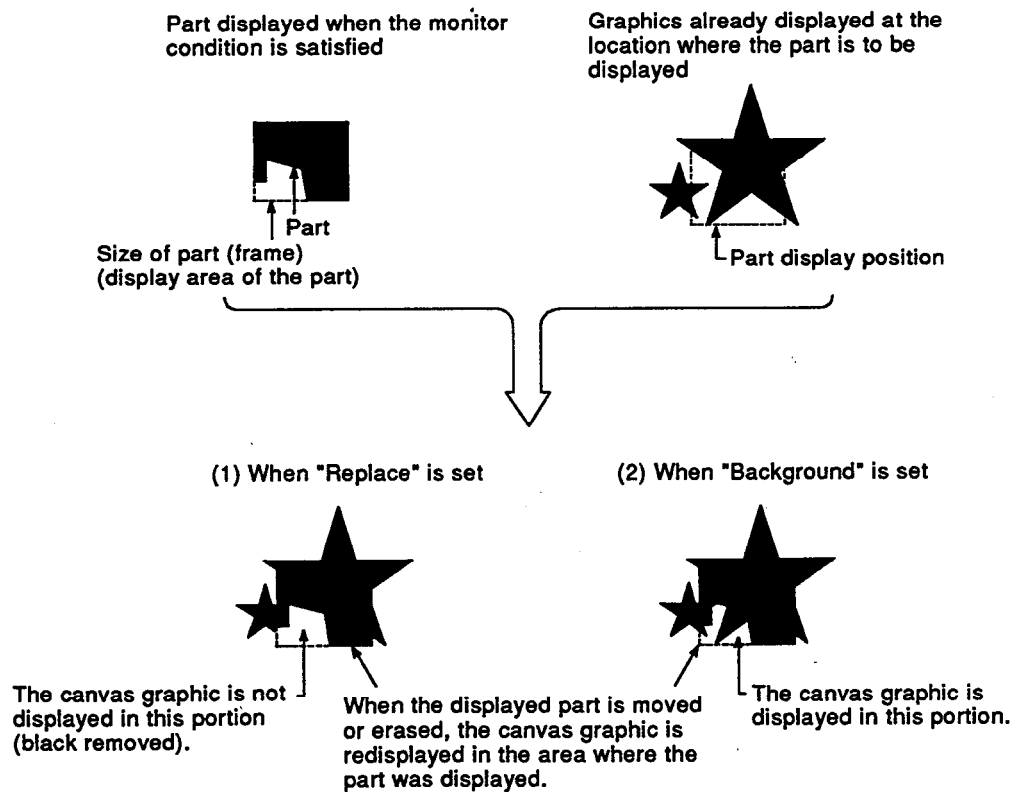 Part displayed when the monitor
condition is satisfied
Graphics already displayed at the
location where the part is to be
displayed
Part
Size of part (frame)
(display area of the part)
Part display position
(1) When "Replace" is set
(2) When "Background" is set
The canvas graphic is not
displayed in this portion
(black removed).
When the displayed part is moved
or erased, the canvas graphic is
redisplayed in the area where the
part was displayed.
The canvas graphic is
displayed in this portion.